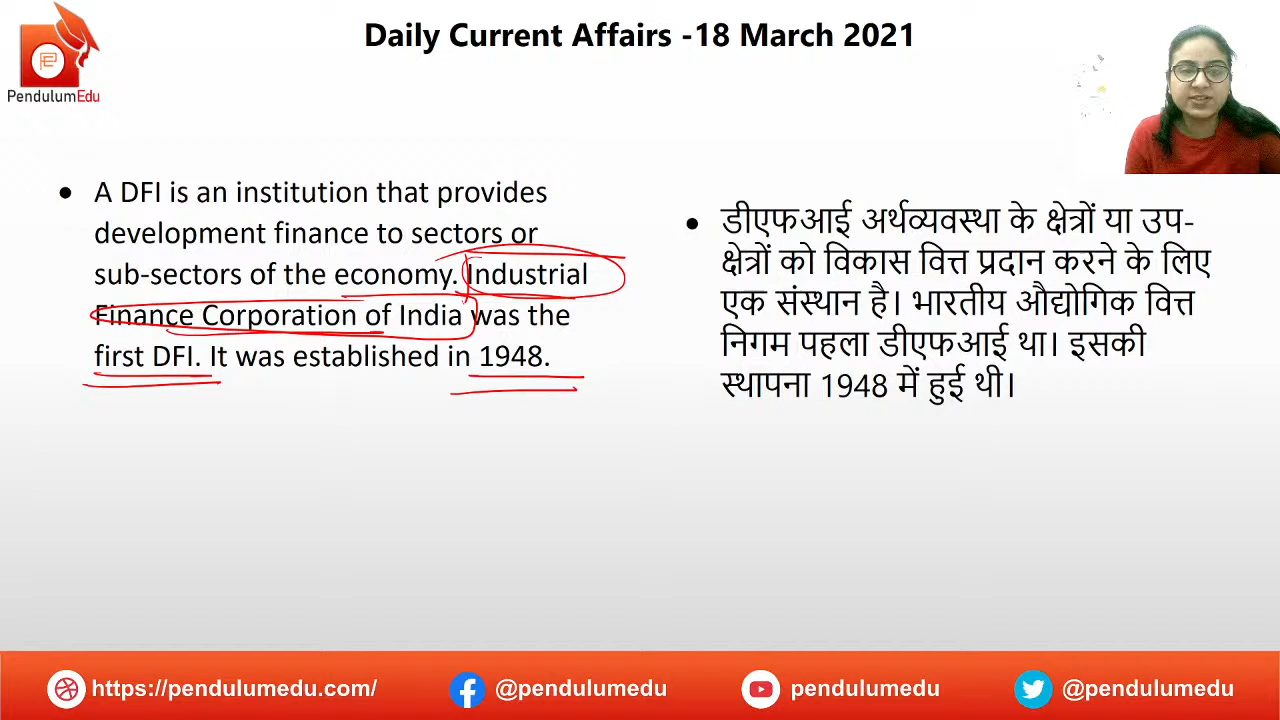 Daily Current Affairs -18 March 2021
PendulumEdu
• A DFI is an institution that provides
development finance to sectors or
sub-sectors of the economy. Industrial
Finance Corporation of India was the
first DFI. It was established in 1948.
• डीएफआई अर्थव्यवस्था के क्षेत्रों या उप-
क्षेत्रों को विकास वित्त प्रदान करने के लिए
एक संस्थान है। भारतीय औद्योगिक वित्त
निगम पहला डीएफआई था। इसकी
स्थापना 1948 में हुई थी।
https://pendulumedu.com/
@pendulumedu
pendulumedu
@pendulumedu